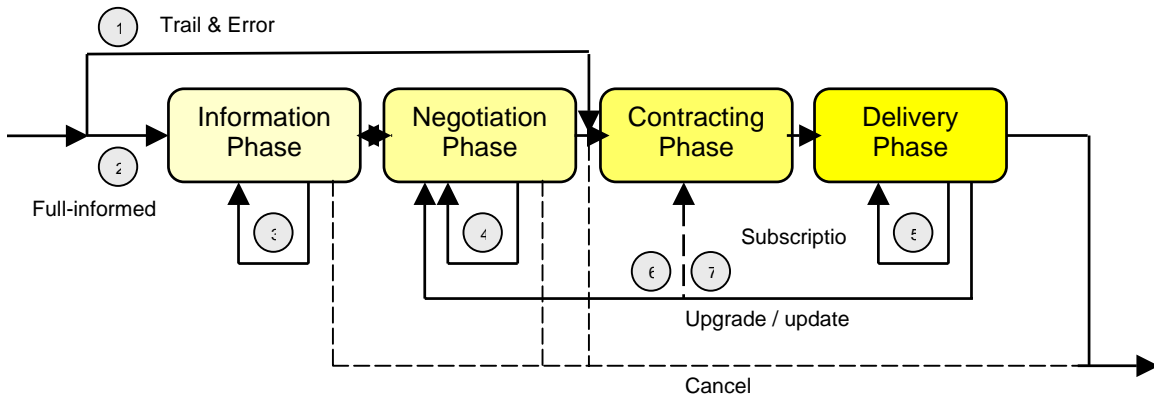 1
Trail & Error
Information
Phase
Negotiation
Phase
Contracting
Phase
Delivery
Phase
2
Full-informed
3
4
Subscriptio
5
6
7
Upgrade / update
Cancel